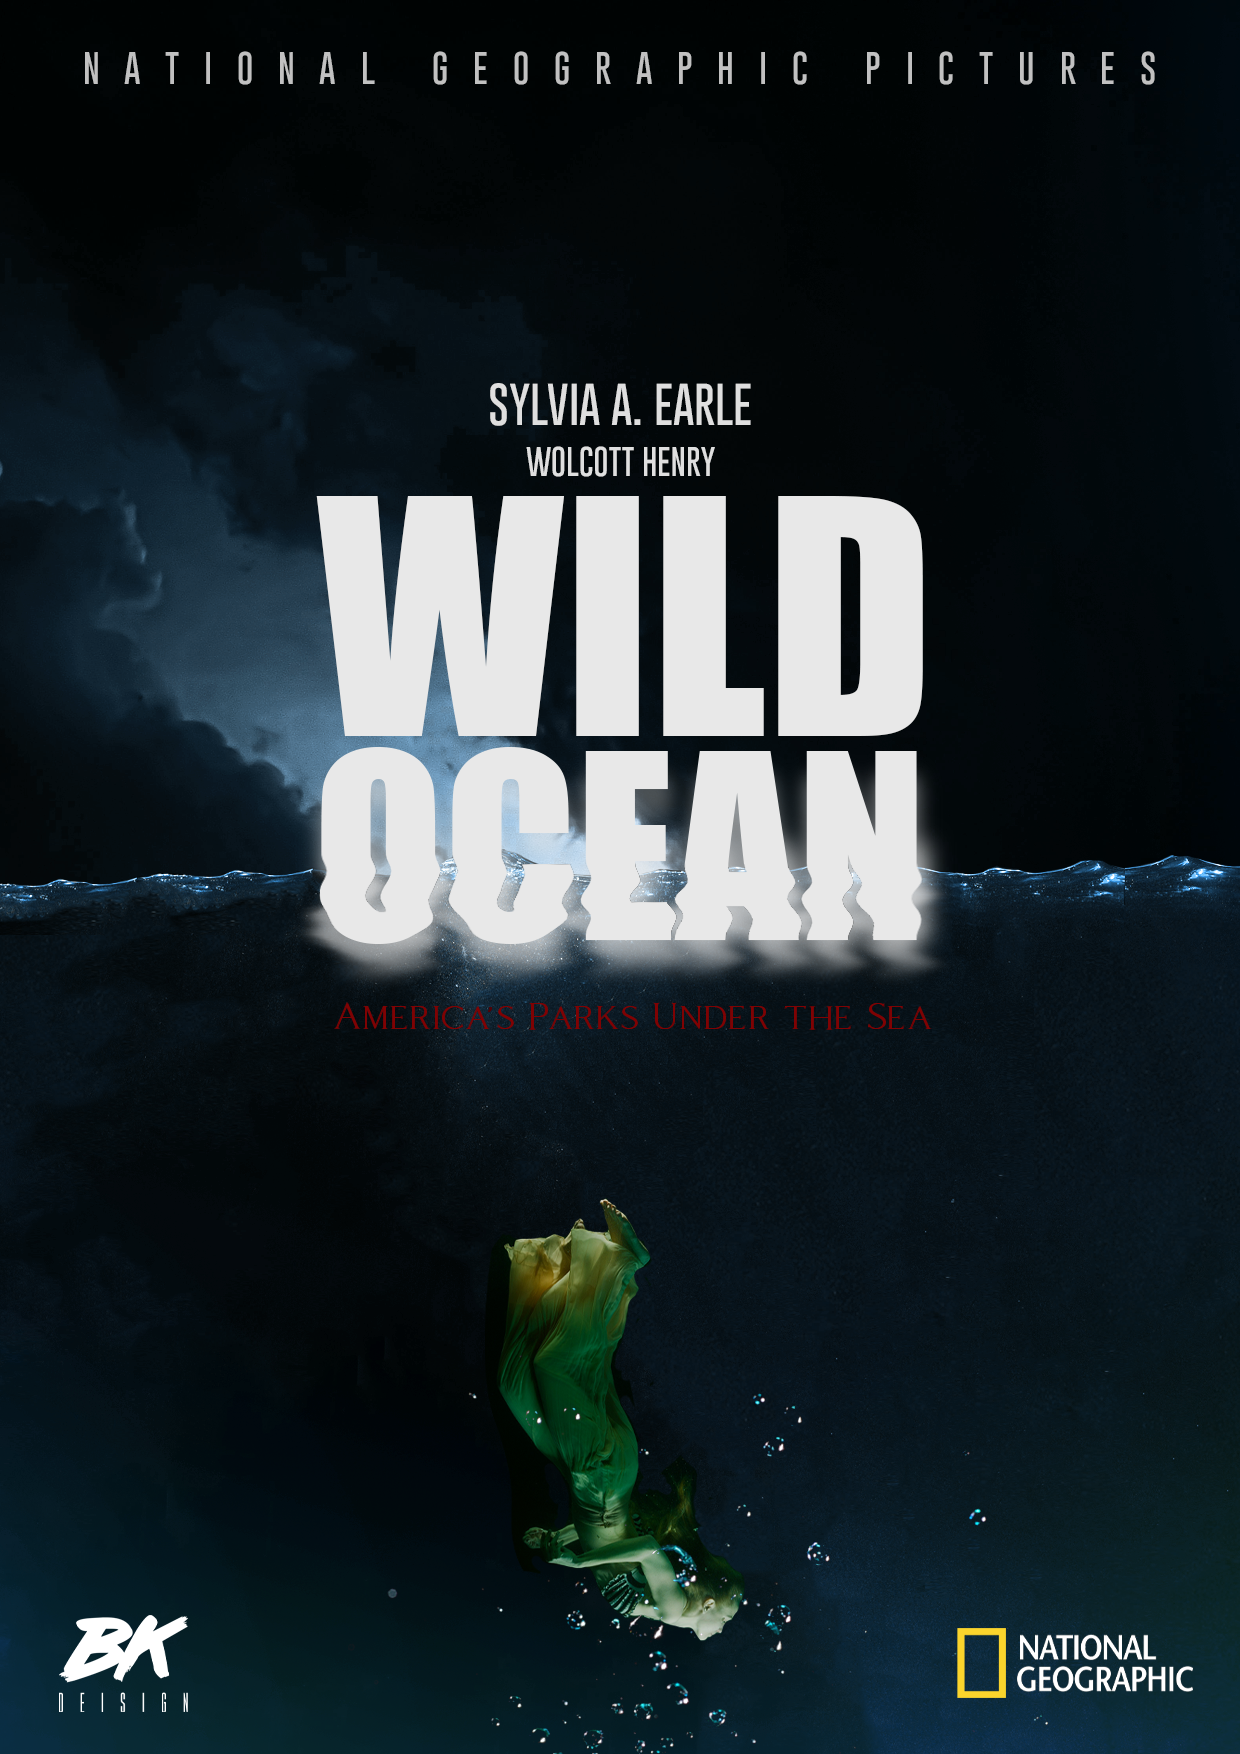 NATIONAL GEOGRAPHIC PICTURES
SYLVIA A. EARLE
WOLCOTT HENRY
WILD
OCEAN
America's Parks Under the Sea
BK
DEISIGN
NATIONAL
GEOGRAPHIC